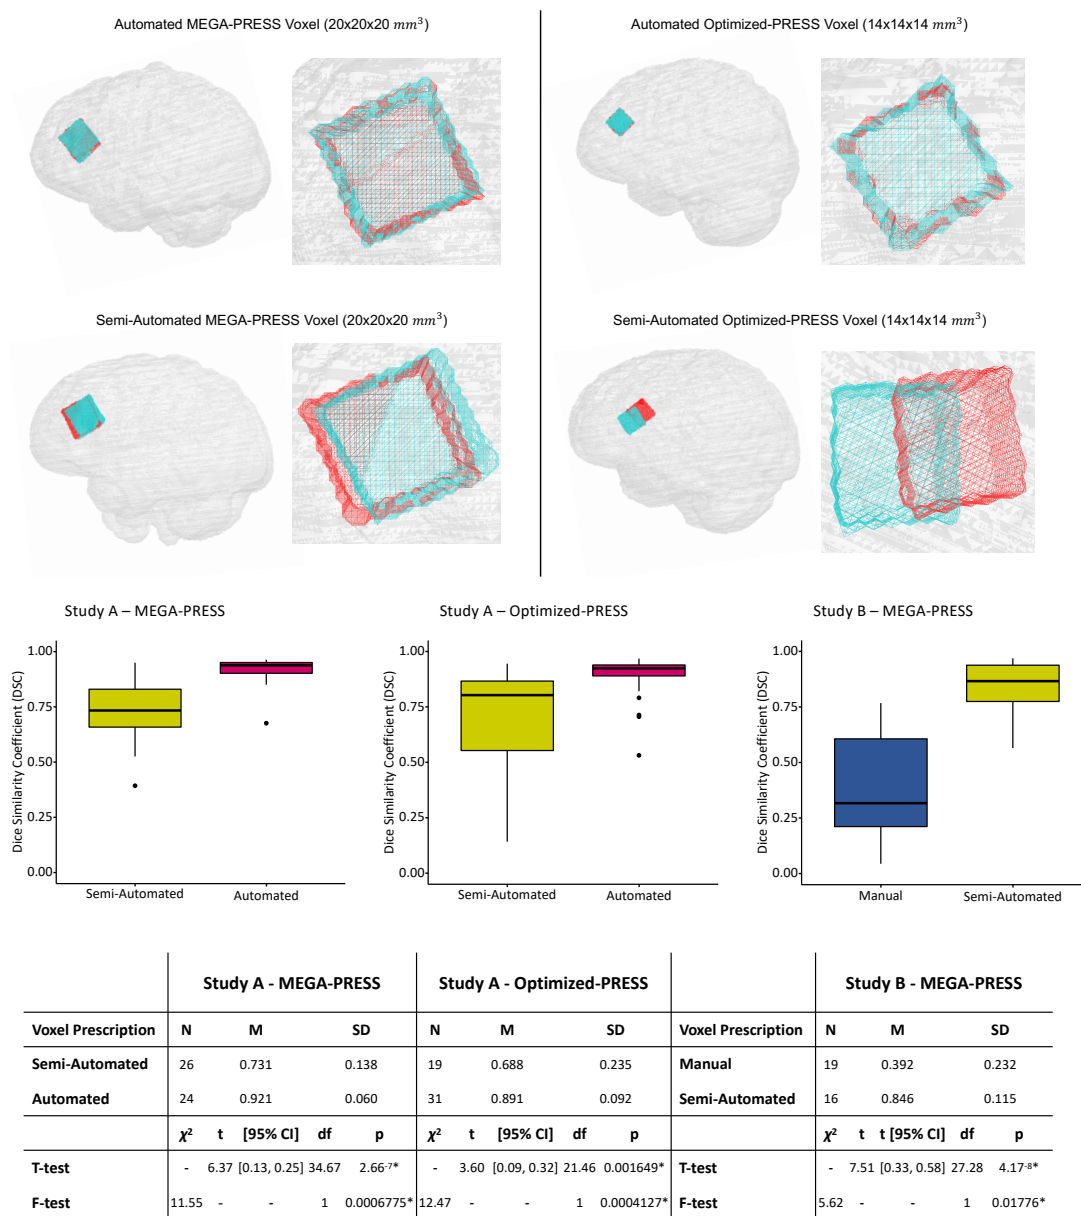 Automated MEGA-PRESS Voxel (20x20x20 mm³)
Automated Optimized-PRESS Voxel (14x14x14 mm³)
Semi-Automated MEGA-PRESS Voxel (20x20x20 mm³)
Semi-Automated Optimized-PRESS Voxel (14x14x14 mm³)
Study A – MEGA-PRESS
Dice Similarity Coefficient (DSC)
1.00
0.75
0.50
0.25
0.00
Semi-Automated Automated
Study A – Optimized-PRESS
Dice Similarity Coefficient (DSC)
1.00
0.75
0.50
0.25
0.00
Semi-Automated Automated
Study B – MEGA-PRESS
Dice Similarity Coefficient (DSC)
1.00
0.75
0.50
0.25
0.00
Manual Semi-Automated
Study A - MEGA-PRESS Study A - Optimized-PRESS Study B - MEGA-PRESS
Voxel Prescription N M SD N M SD Voxel Prescription N M SD
Semi-Automated 26 0.731 0.138 19 0.688 0.235 Manual 19 0.392 0.232
Automated 24 0.921 0.060 31 0.891 0.092 Semi-Automated 16 0.846 0.115
χ² t [95% CI] df p χ² t [95% CI] df p χ² t t [95% CI] df p
T-test - 6.37 [0.13, 0.25] 34.67 2.66⁻⁷* - 3.60 [0.09, 0.32] 21.46 0.001649* T-test - 7.51 [0.33, 0.58] 27.28 4.17⁻⁸*
F-test 11.55 - - 1 0.0006775* 12.47 - - 1 0.0004127* F-test 5.62 - - 1 0.01776*